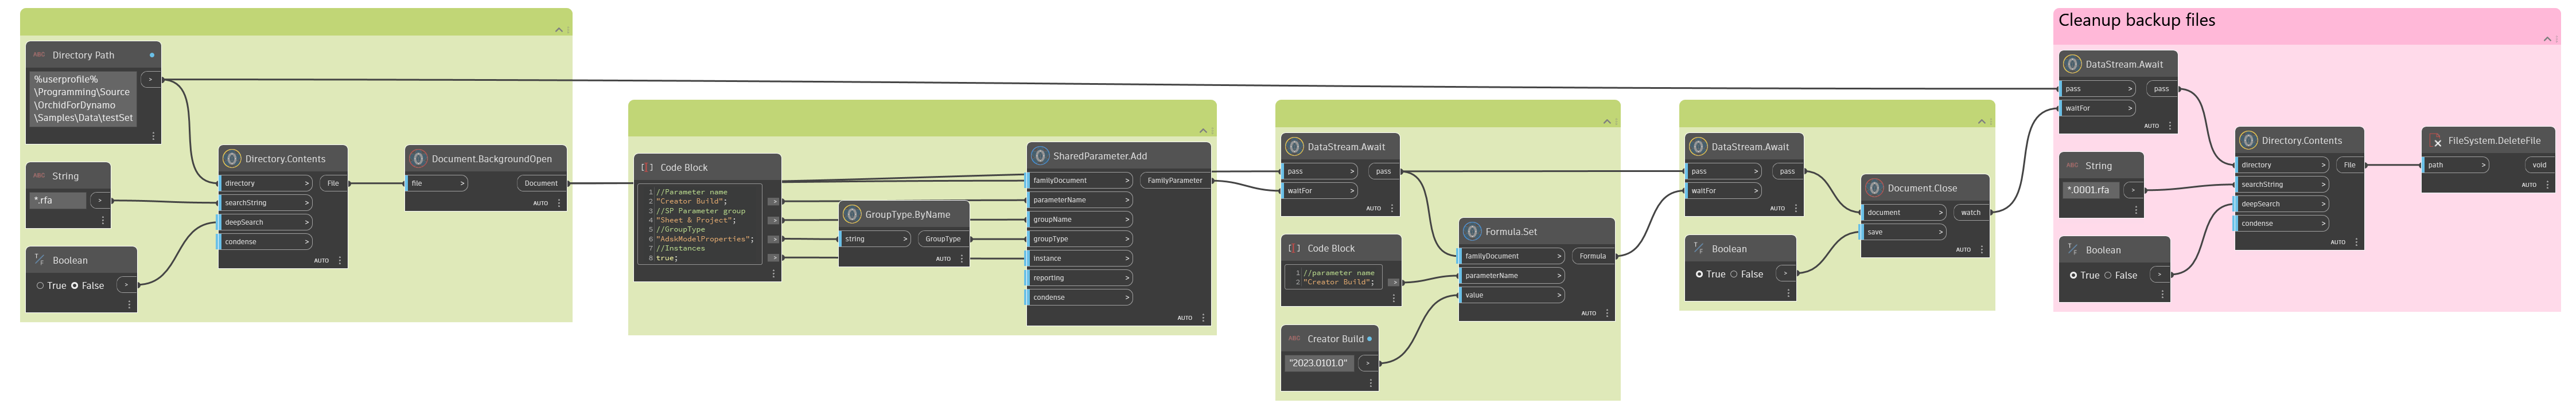 Directory Path
%userprofile%
\Programming\Source
\OrchidForDynamo
\Samples\Data\testSet
>
String
*.rfa
>
Boolean
True False
>
Directory.Contents
directory > File
searchString >
deepSearch >
condense >
AUTO
Document.BackgroundOpen
file > Document
AUTO
Code Block
1 //Parameter name
2 "Creator Build";
3 //SP Parameter group
4 "Sheet & Project";
5 //GroupType
6 "AdskModelProperties";
7 //Instances
8 true;
>
>
>
>
GroupType.ByName
string > GroupType
AUTO
SharedParameter.Add
familyDocument > FamilyParameter
parameterName >
groupName >
groupType >
instance >
reporting >
condense >
AUTO
DataStream.Await
pass > pass
waitFor >
AUTO
Code Block
1 //parameter name
2 "Creator Build";
>
Creator Build
"2023.0101.0"
>
Formula.Set
familyDocument > Formula
parameterName >
value >
AUTO
DataStream.Await
pass > pass
waitFor >
AUTO
Boolean
True False
>
Document.Close
document > watch
save >
AUTO
Cleanup backup files
DataStream.Await
pass > pass
waitFor >
AUTO
String
*.0001.rfa
>
Boolean
True False
>
Directory.Contents
directory > File
searchString >
deepSearch >
condense >
AUTO
FileSystem.DeleteFile
path > void
AUTO